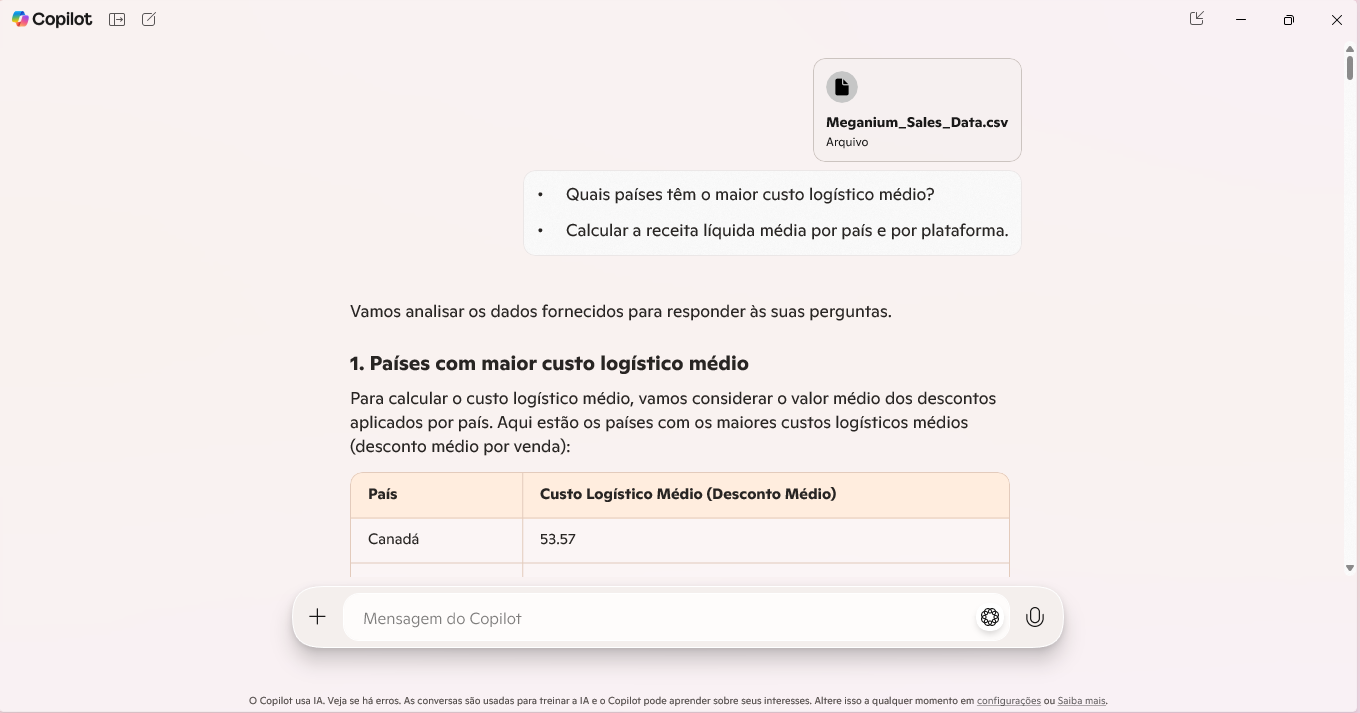 Copilot
Meganium_Sales_Data.csv
Arquivo
• Quais países têm o maior custo logístico médio?
• Calcular a receita líquida média por país e por plataforma.
Vamos analisar os dados fornecidos para responder às suas perguntas.
1. Países com maior custo logístico médio
Para calcular o custo logístico médio, vamos considerar o valor médio dos descontos
aplicados por país. Aqui estão os países com os maiores custos logísticos médios
(desconto médio por venda):
País Custo Logístico Médio (Desconto Médio)
Canadá 53.57
Mensagem do Copilot
O Copilot usa IA. Veja se há erros. As conversas são usadas para treinar a IA e o Copilot pode aprender sobre seus interesses. Altere isso a qualquer momento em configurações ou Saiba mais.